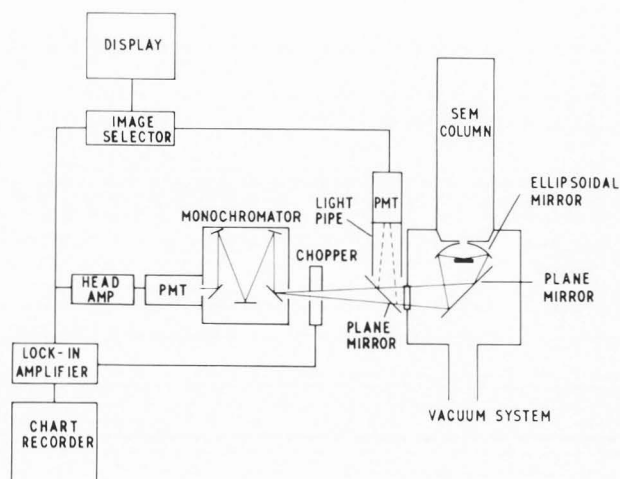 DISPLAY
IMAGE
SELECTOR
SEM
COLUMN
ELLIPSOIDAL
MIRROR
LIGHT
PIPE
PMT
MONOCHROMATOR
CHOPPER
PLANE
MIRROR
HEAD
AMP
PMT
PLANE
MIRROR
LOCK-IN
AMPLIFIER
VACUUM SYSTEM
CHART
RECORDER